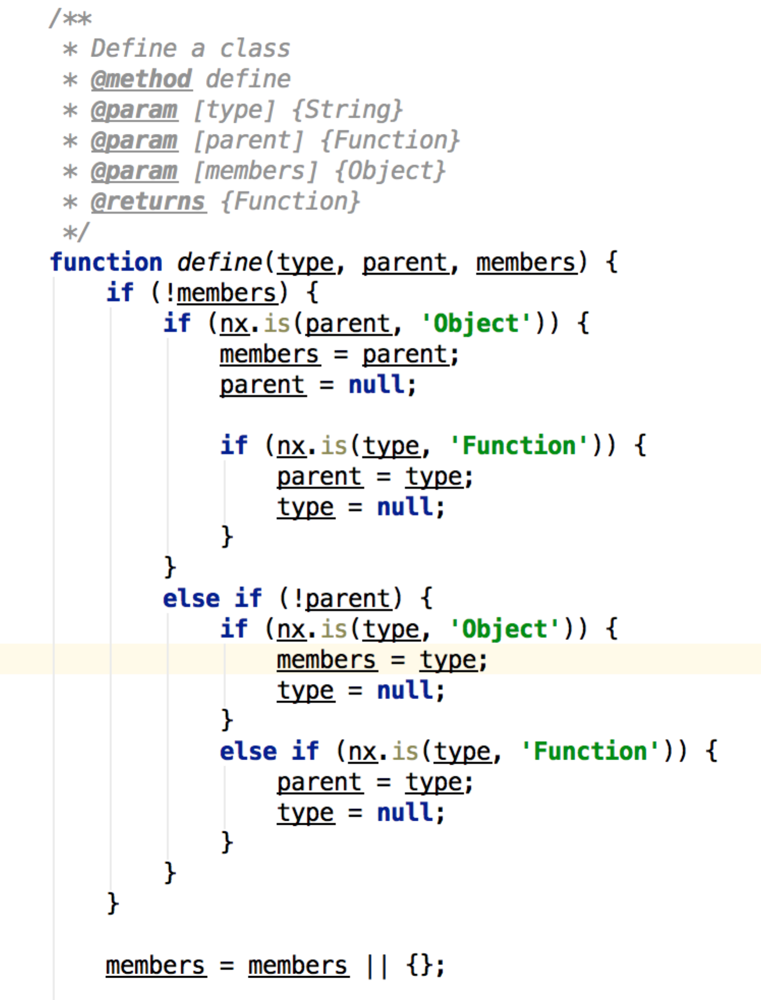 /**
 * Define a class
 * @method define
 * @param [type] {String}
 * @param [parent] {Function}
 * @param [members] {Object}
 * @returns {Function}
 */
function define(type, parent, members) {
    if (!members) {
        if (nx.is(parent, 'Object')) {
            members = parent;
            parent = null;

            if (nx.is(type, 'Function')) {
                parent = type;
                type = null;
            }
        }
        else if (!parent) {
            if (nx.is(type, 'Object')) {
                members = type;
                type = null;
            }
            else if (nx.is(type, 'Function')) {
                parent = type;
                type = null;
            }
        }
    }

    members = members || {};